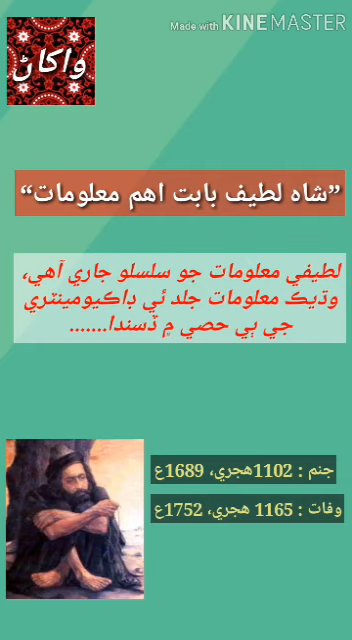 Made with KINEMASTER
واکاڻ
”شاه لطيف بابت اهم معلومات“
لطيفي معلومات جو سلسلو جاري آهي،
وڌيڪ معلومات جلد ئي ڊاڪيومينٽري
جي ٻي حصي ۾ ڏسندا.......
جنم : 1102هجري، 1689ع
وفات : 1165 هجري، 1752ع